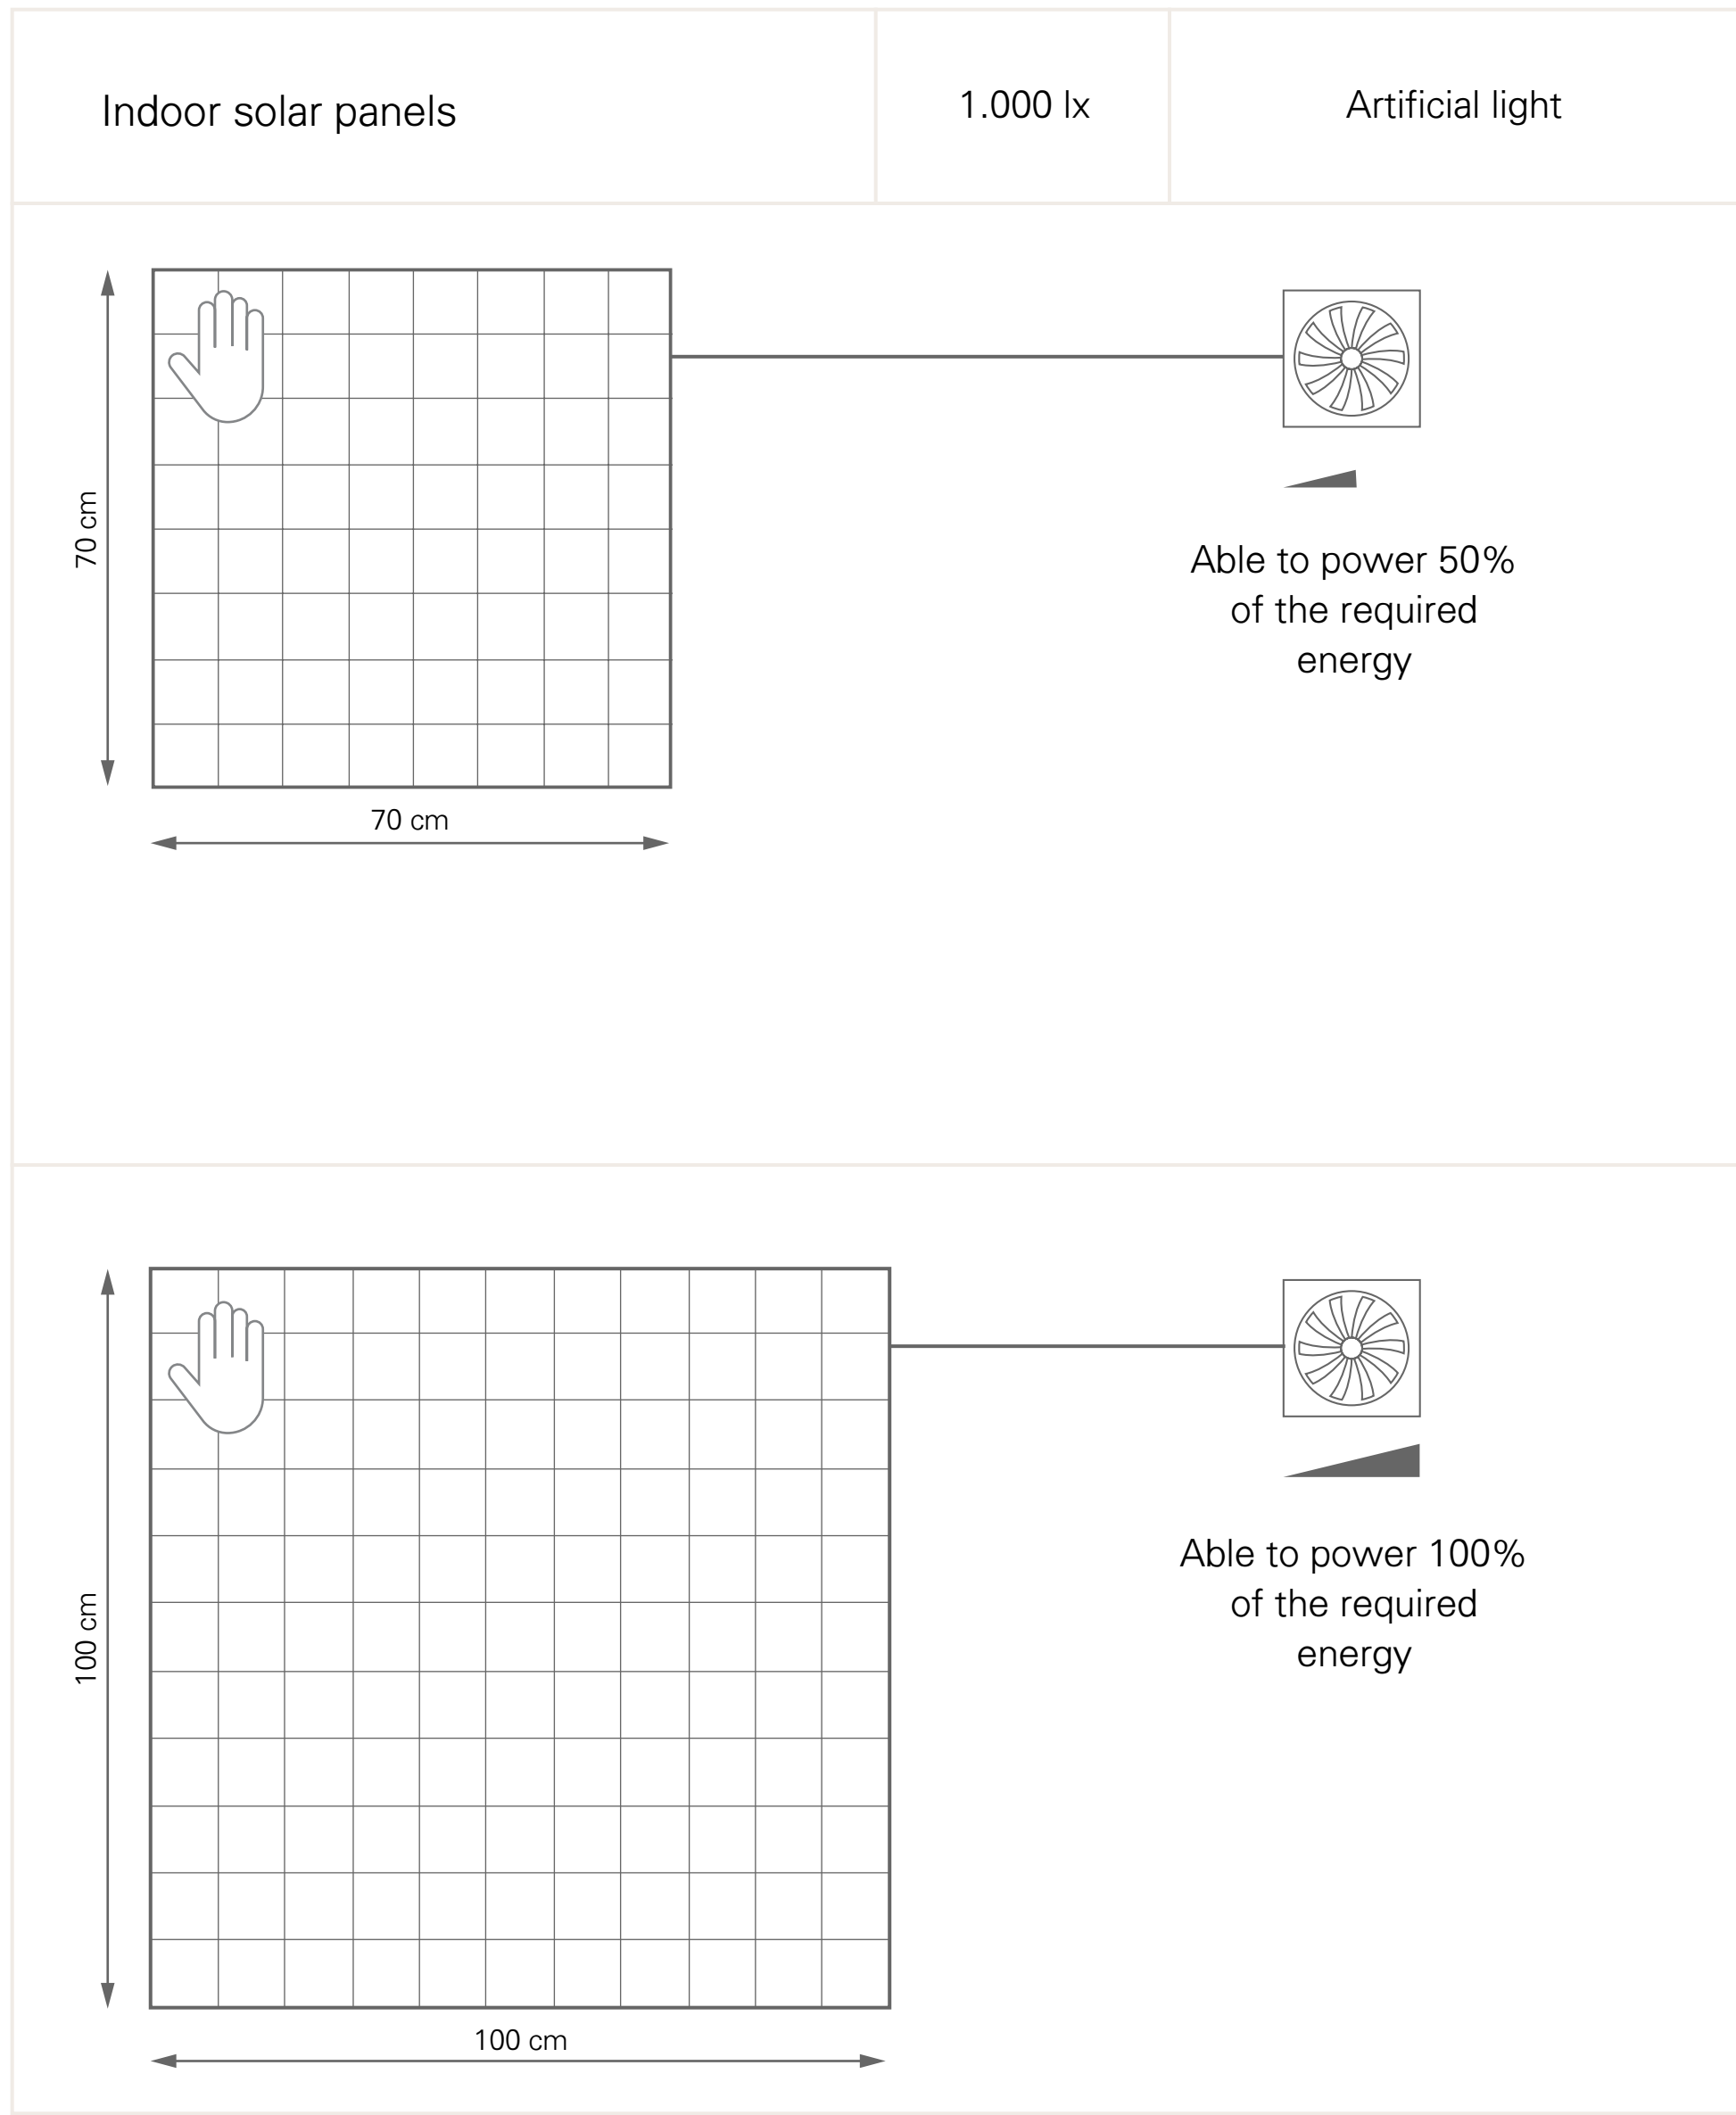 Indoor solar panels
1.000 lx
Artificial light
70 cm
70 cm
Able to power 50%
of the required
energy
100 cm
100 cm
Able to power 100%
of the required
energy